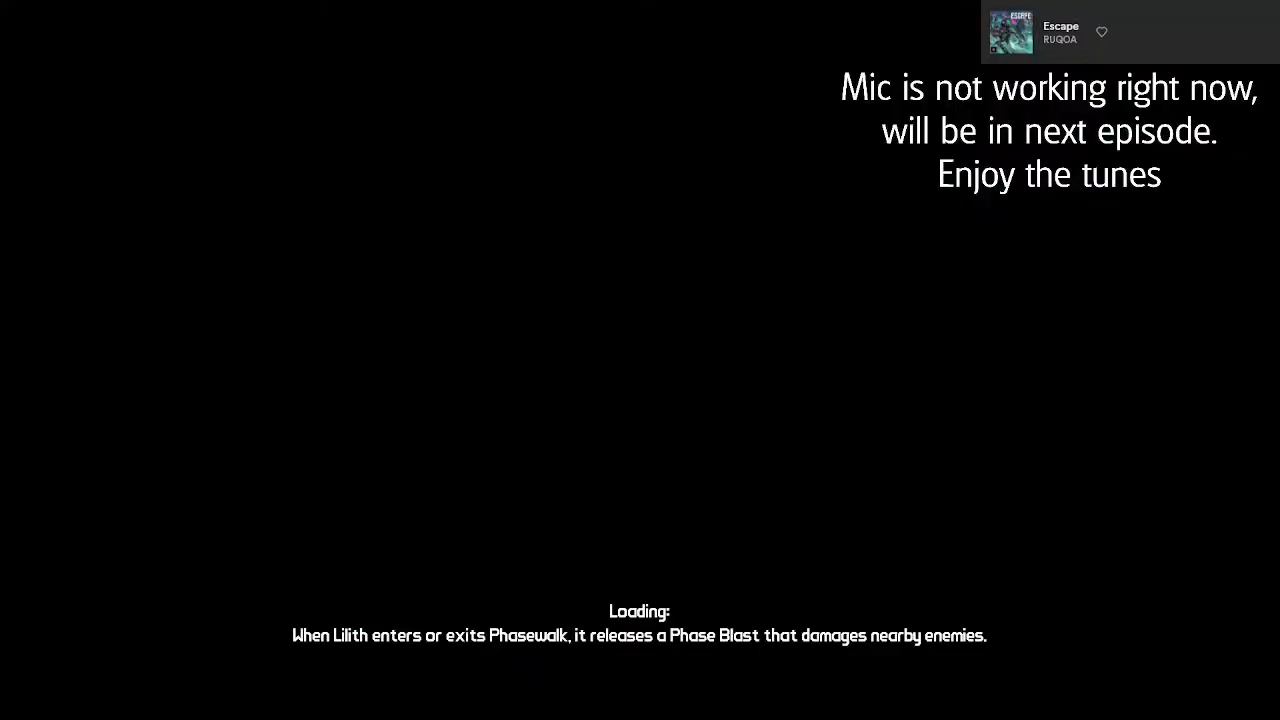 ESCAPE
Escape
RUQOA
Mic is not working right now,
will be in next episode.
Enjoy the tunes
Loading:
When Lilith enters or exits Phasewalk, it releases a Phase Blast that damages nearby enemies.